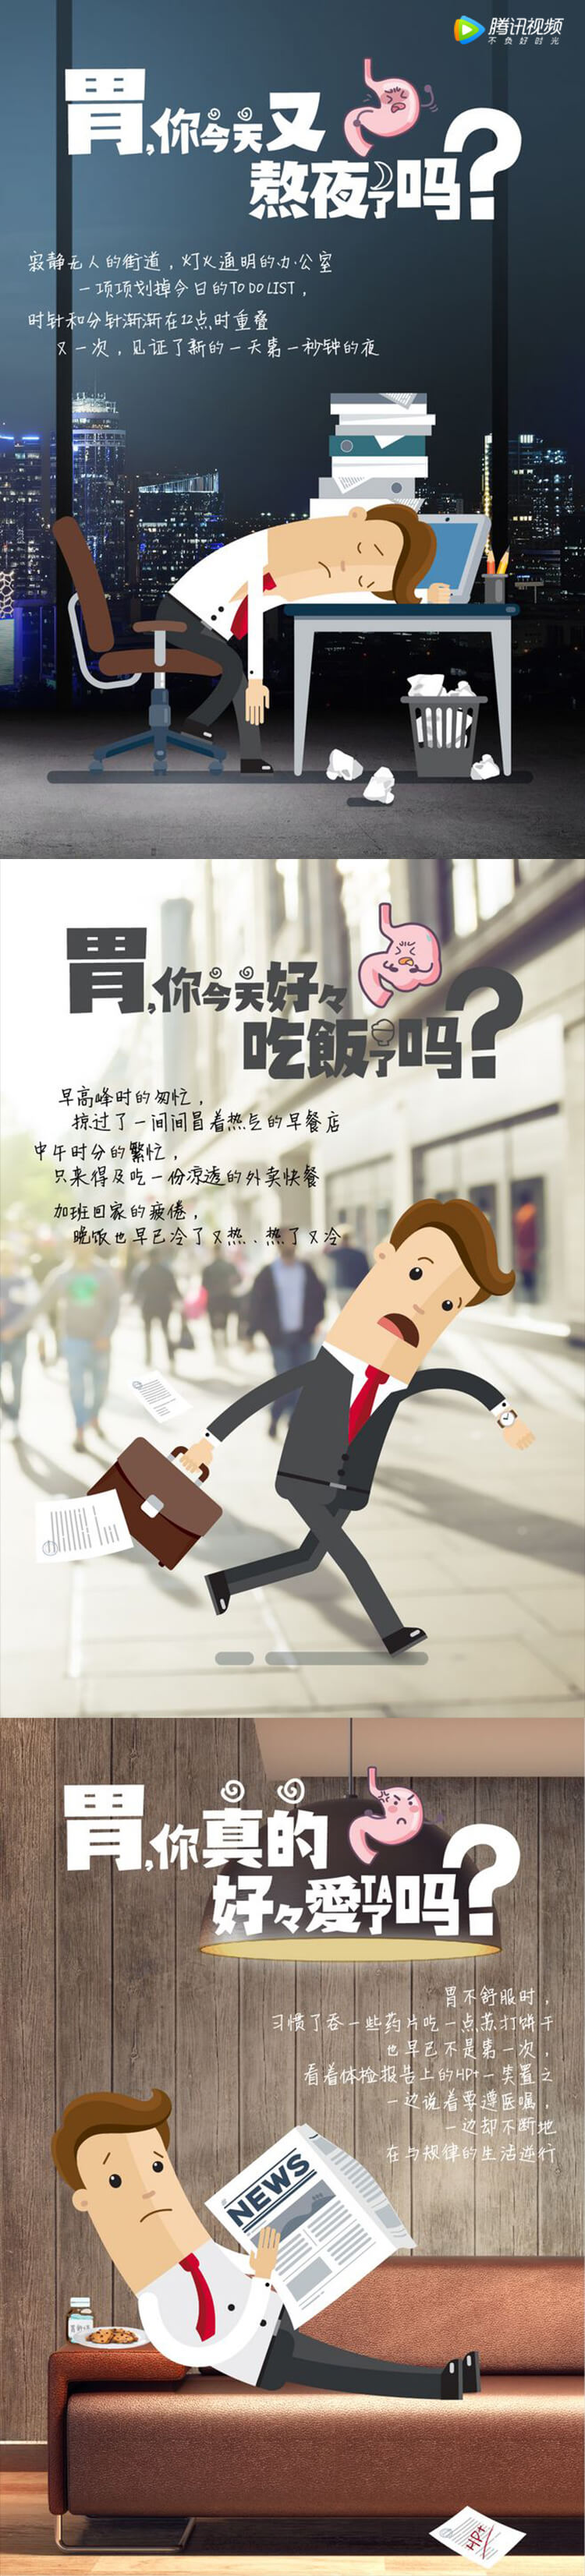 腾讯视频
不负好时光
胃,你今天又
熬夜了吗?
寂静无人的街道,灯火通明的办公室
一项项划掉今日的TO DO LIST,
时针和分针渐渐在12点时重叠
又一次,见证了新的一天第一秒钟的夜
胃,你今天好々
吃飯了吗?
早高峰时的匆忙,
掠过了一间间冒着热气的早餐店
中午时分的繁忙,
只来得及吃一份凉透的外卖快餐
加班回家的疲倦,
晚饭也早已冷了又热、热了又冷
胃,你真的
好々愛TA了吗?
胃不舒服时,
习惯了吞一些药片吃一点苏打饼干
也早已不是第一次,
看着体检报告上的HP+一笑置之
一边说着要遵医嘱,
一边却不断地
在与规律的生活逆行
NEWS
HP+